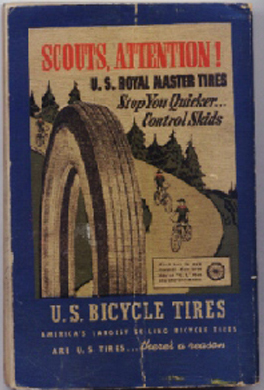 SCOUTS, ATTENTION!
U. S. ROYAL MASTER TIRES
Stop You Quicker...
Control Skids
U. S. BICYCLE TIRES
AMERICA'S LARGEST SELLING BICYCLE TIRES
ARE U. S. TIRES... there's a reason